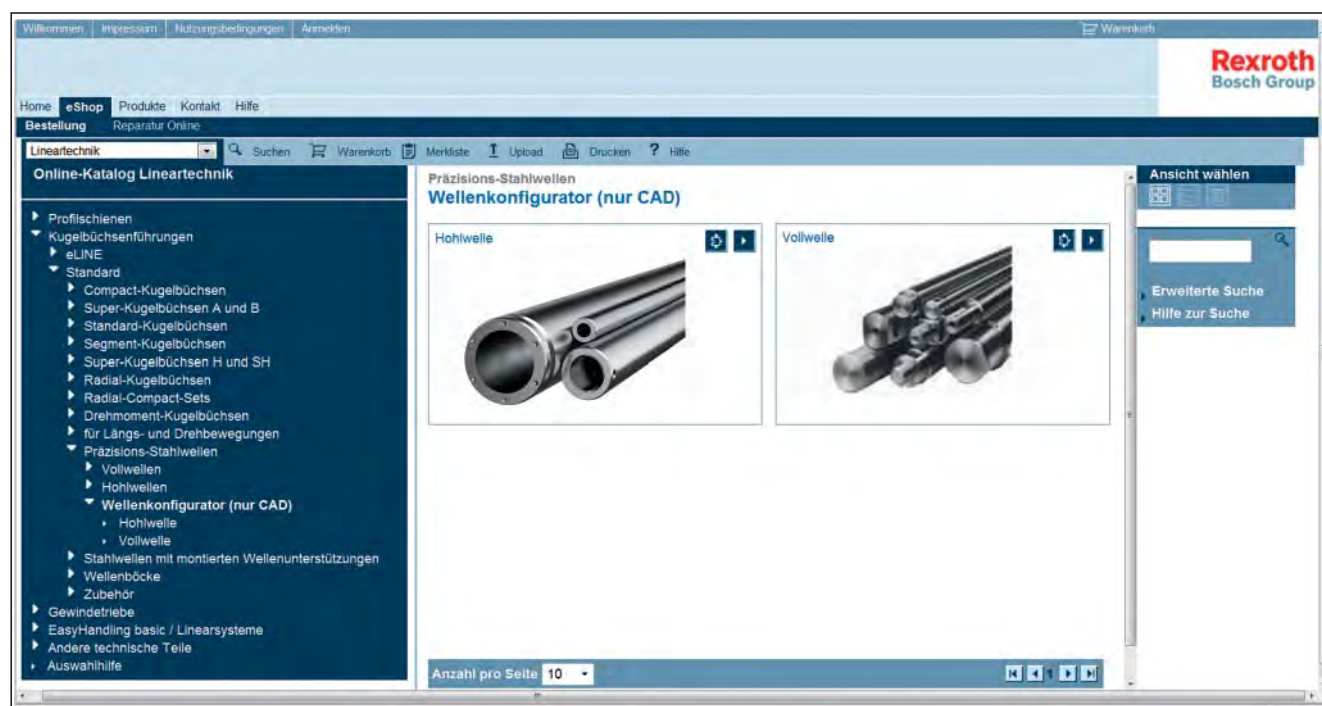 Willkommen Impressum Nutzungsbedingungen Anmelden Warenkorb
Rexroth
Bosch Group
Home eShop Produkte Kontakt Hilfe
Bestellung Reparatur Online
Lineartechnik Suchen Warenkorb Merkliste Upload Drucken ? Hilfe
Online-Katalog Lineartechnik
Profilschienen
Kugelbüchsenführungen
eLINE
Standard
Compact-Kugelbüchsen
Super-Kugelbüchsen A und B
Standard-Kugelbüchsen
Segment-Kugelbüchsen
Super-Kugelbüchsen H und SH
Radial-Kugelbüchsen
Radial-Compact-Sets
Drehmoment-Kugelbüchsen
für Längs- und Drehbewegungen
Präzisions-Stahlwellen
Vollwellen
Hohlwellen
Wellenkonfigurator (nur CAD)
Hohlwelle
Vollwelle
Stahlwellen mit montierten Wellenunterstützungen
Wellenböcke
Zubehör
Gewindetriebe
EasyHandling basic / Linearsysteme
Andere technische Teile
Auswahlhilfe
Präzisions-Stahlwellen
Wellenkonfigurator (nur CAD)
Hohlwelle
Vollwelle
Anzahl pro Seite 10
1
Ansicht wählen
Erweiterte Suche
Hilfe zur Suche